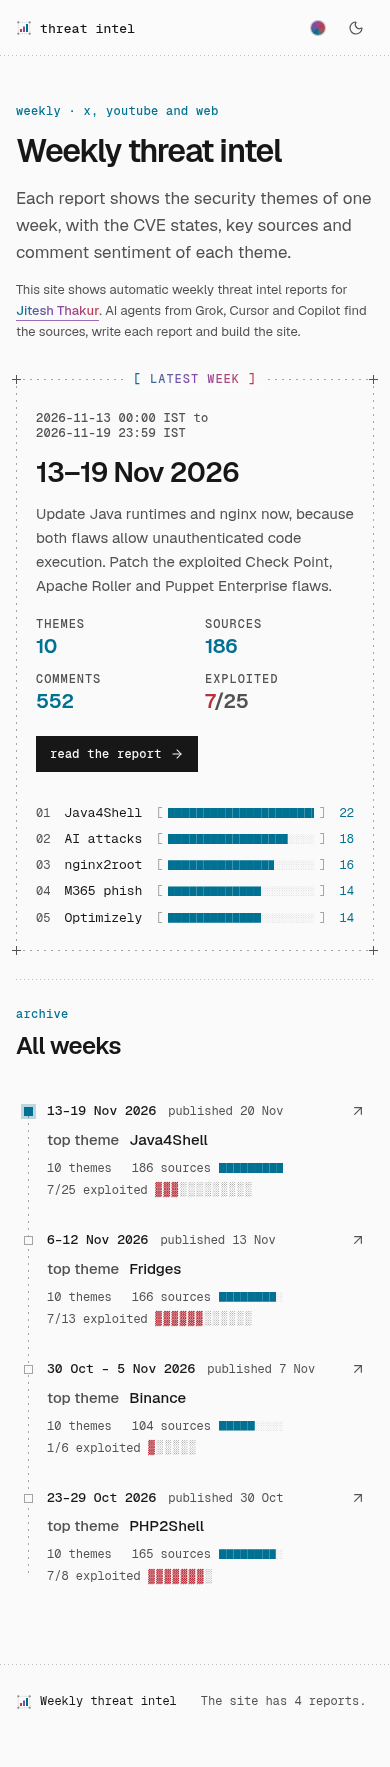 threat intel
weekly · x, youtube and web
Weekly threat intel
Each report shows the security themes of one
week, with the CVE states, key sources and
comment sentiment of each theme.
This site shows automatic weekly threat intel reports for
Jitesh Thakur. AI agents from Grok, Cursor and Copilot find
the sources, write each report and build the site.
[ LATEST WEEK ]
2026-11-13 00:00 IST to
2026-11-19 23:59 IST
13–19 Nov 2026
Update Java runtimes and nginx now, because
both flaws allow unauthenticated code
execution. Patch the exploited Check Point,
Apache Roller and Puppet Enterprise flaws.
THEMES SOURCES
10 186
COMMENTS EXPLOITED
552 7/25
read the report →
01 Java4Shell [ ] 22
02 AI attacks [ ] 18
03 nginx2root [ ] 16
04 M365 phish [ ] 14
05 Optimizely [ ] 14
archive
All weeks
13–19 Nov 2026 published 20 Nov
top theme Java4Shell
10 themes 186 sources
7/25 exploited
6–12 Nov 2026 published 13 Nov
top theme Fridges
10 themes 166 sources
7/13 exploited
30 Oct – 5 Nov 2026 published 7 Nov
top theme Binance
10 themes 104 sources
1/6 exploited
23–29 Oct 2026 published 30 Oct
top theme PHP2Shell
10 themes 165 sources
7/8 exploited
Weekly threat intel The site has 4 reports.